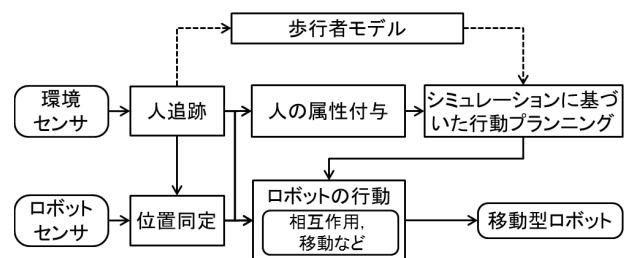 歩行者モデル
環境
センサ
人追跡
人の属性付与
シミュレーションに基づ
いた行動プランニング
ロボット
センサ
位置同定
ロボットの行動
相互作用,
移動など
移動型ロボット